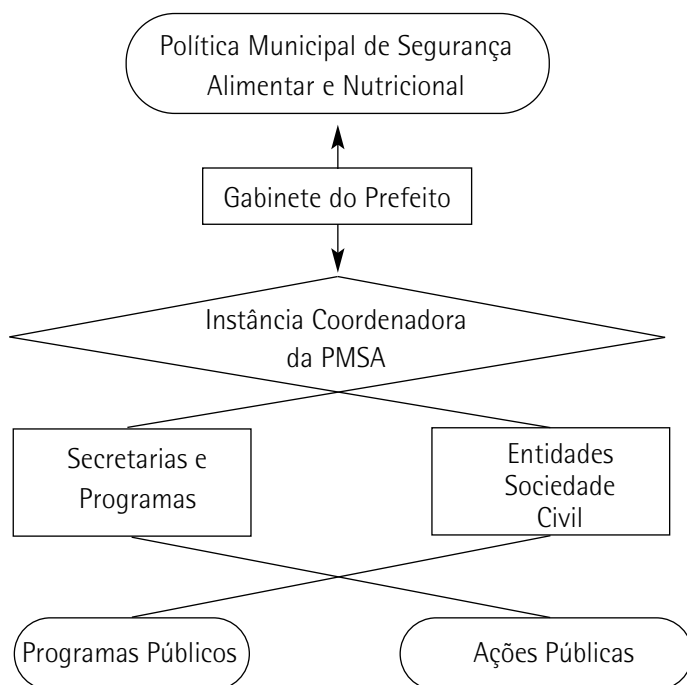 Política Municipal de Segurança
Alimentar e Nutricional
Gabinete do Prefeito
Instância Coordenadora
da PMSA
Secretarias e
Programas
Entidades
Sociedade
Civil
Programas Públicos
Ações Públicas